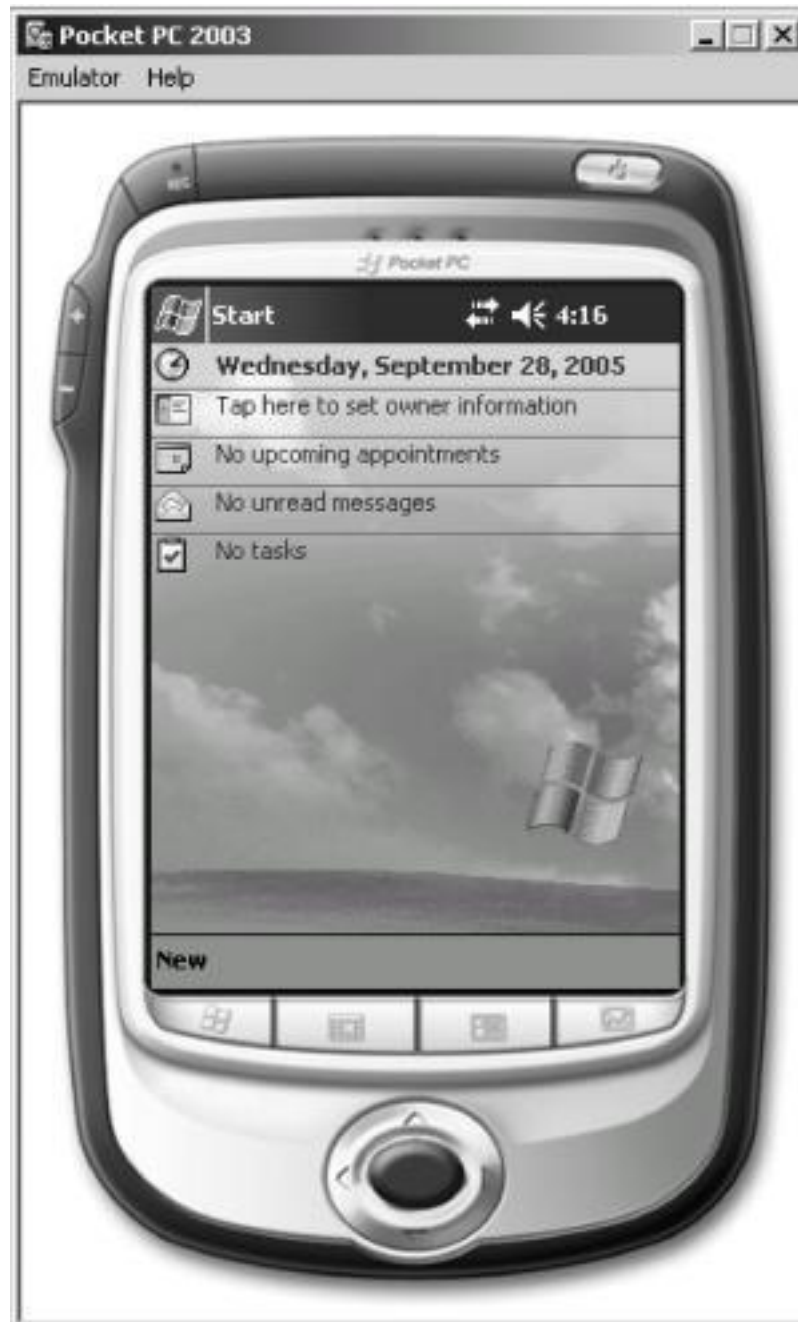 Pocket PC 2003
Emulator Help
REC
Pocket PC
Start 4:16
Wednesday, September 28, 2005
Tap here to set owner information
No upcoming appointments
No unread messages
No tasks
New